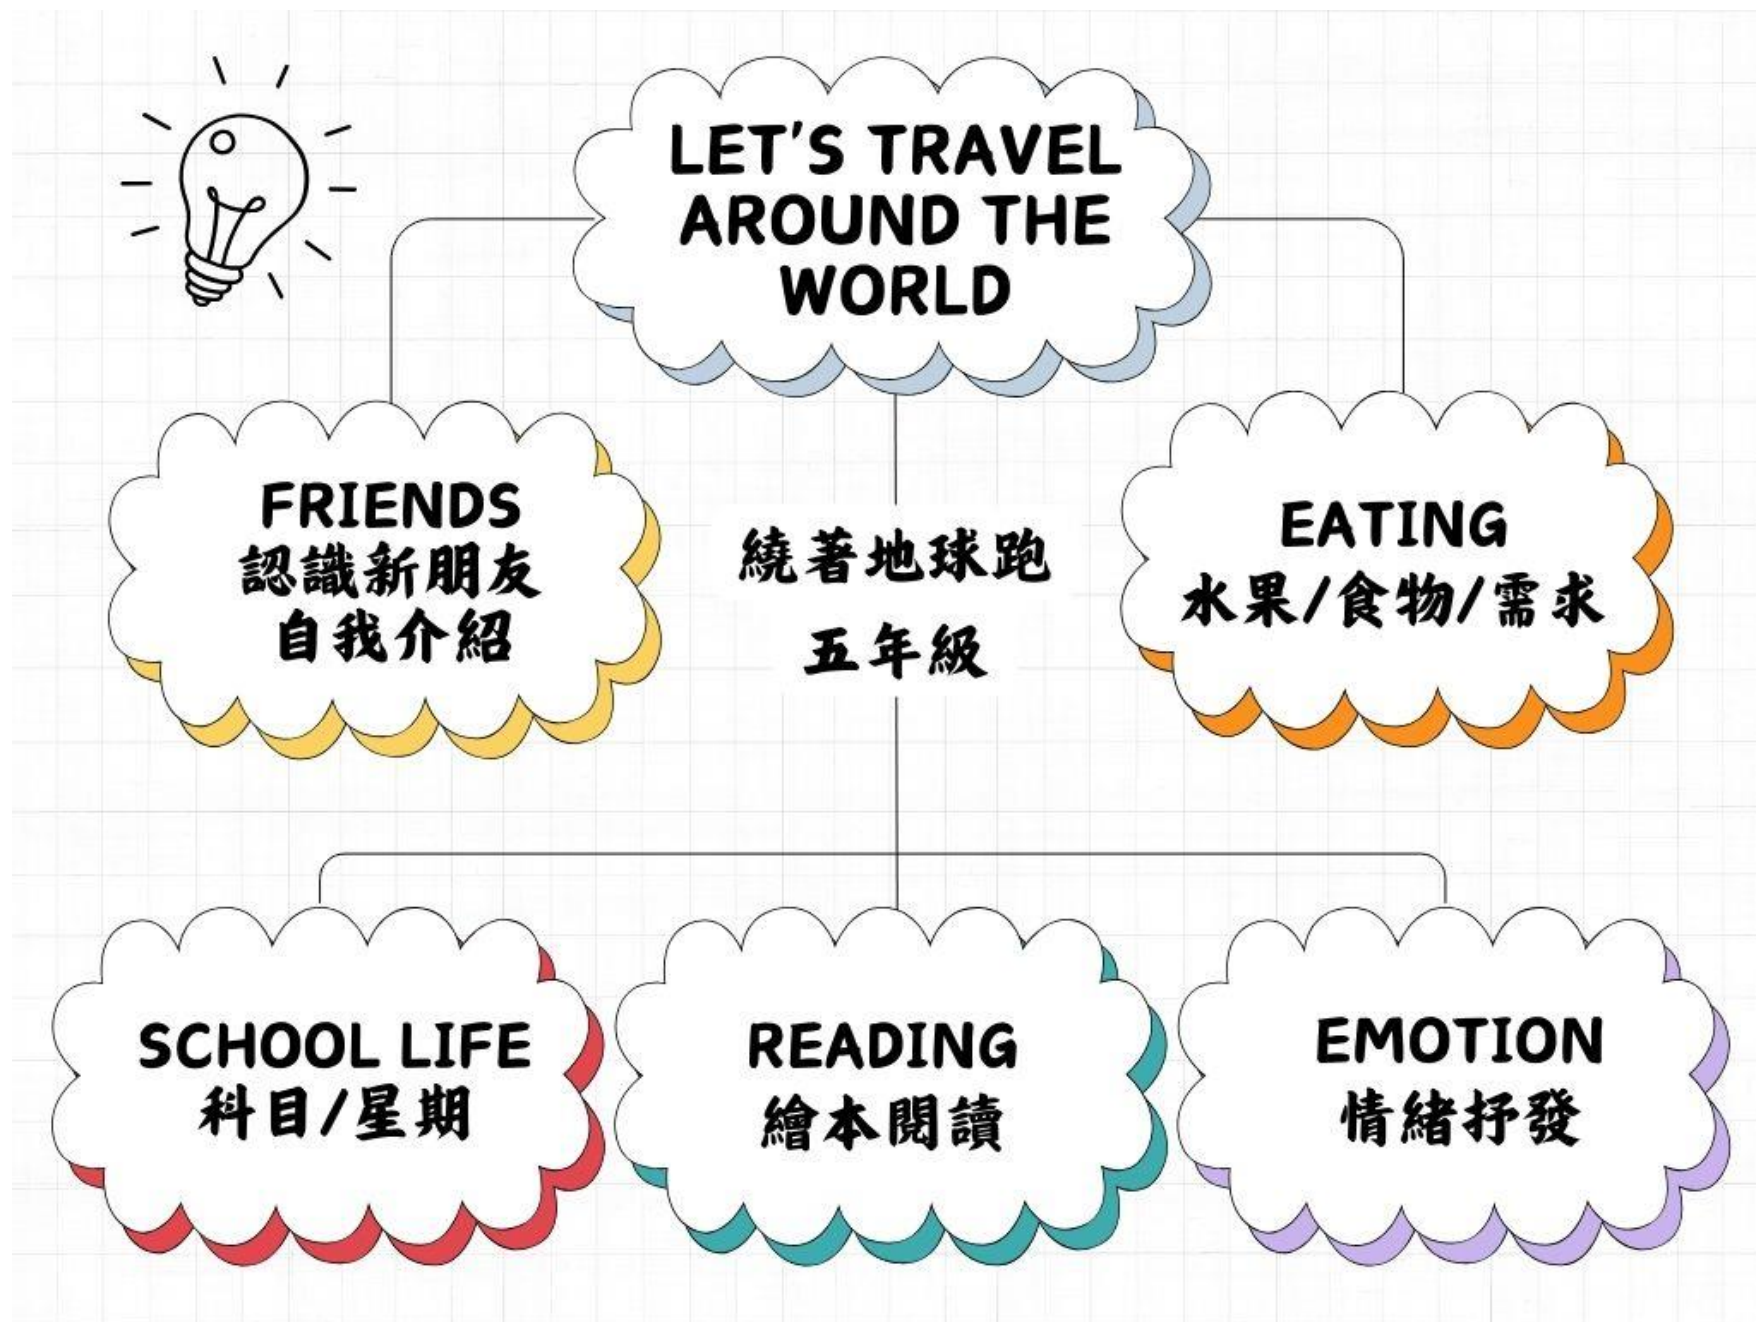 LET'S TRAVEL
AROUND THE
WORLD
FRIENDS
認識新朋友
自我介紹
繞著地球跑
五年級
EATING
水果/食物/需求
SCHOOL LIFE
科目/星期
READING
繪本閱讀
EMOTION
情緒抒發